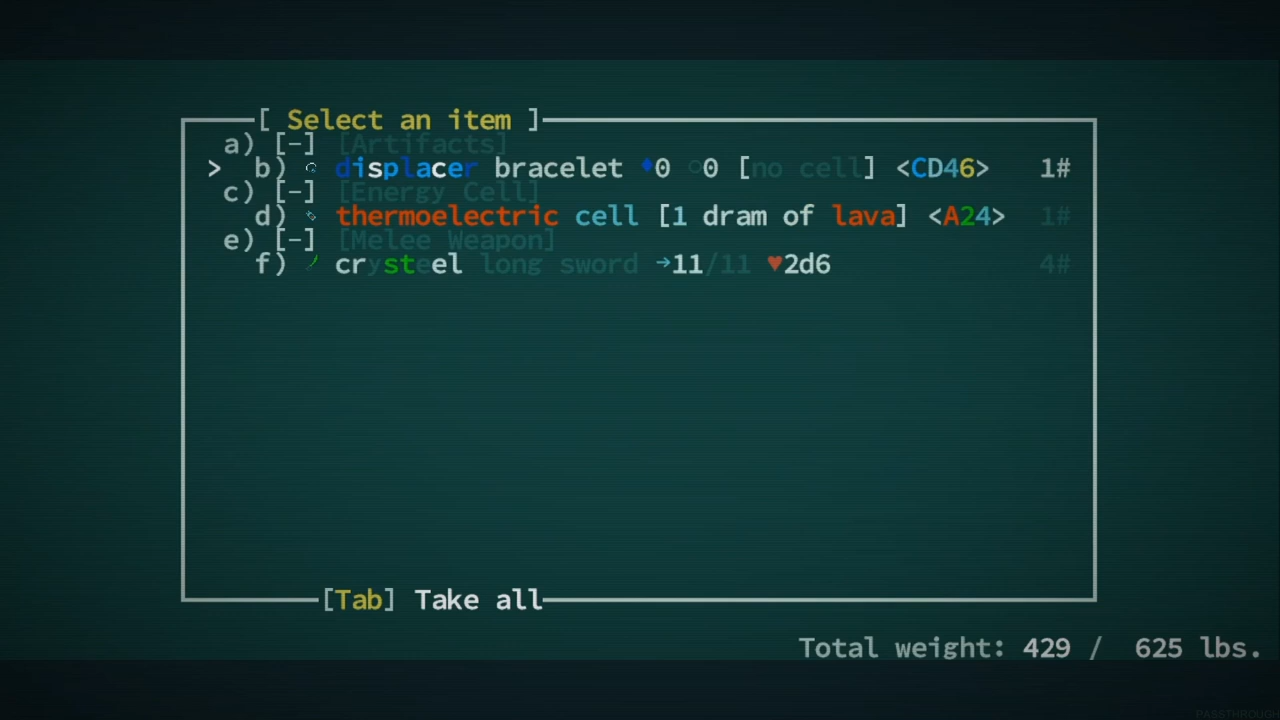 [ Select an item ]
a) [-] [Artifacts]
> b) displacer bracelet ♦0 ○0 [no cell] <CD46> 1#
c) [-] [Energy Cell]
d) thermoelectric cell [1 dram of lava] <A24> 1#
e) [-] [Melee Weapon]
f) crysteel long sword →11/11 ♥2d6 4#
[Tab] Take all
Total weight: 429 / 625 lbs.
PASSTHROUGH